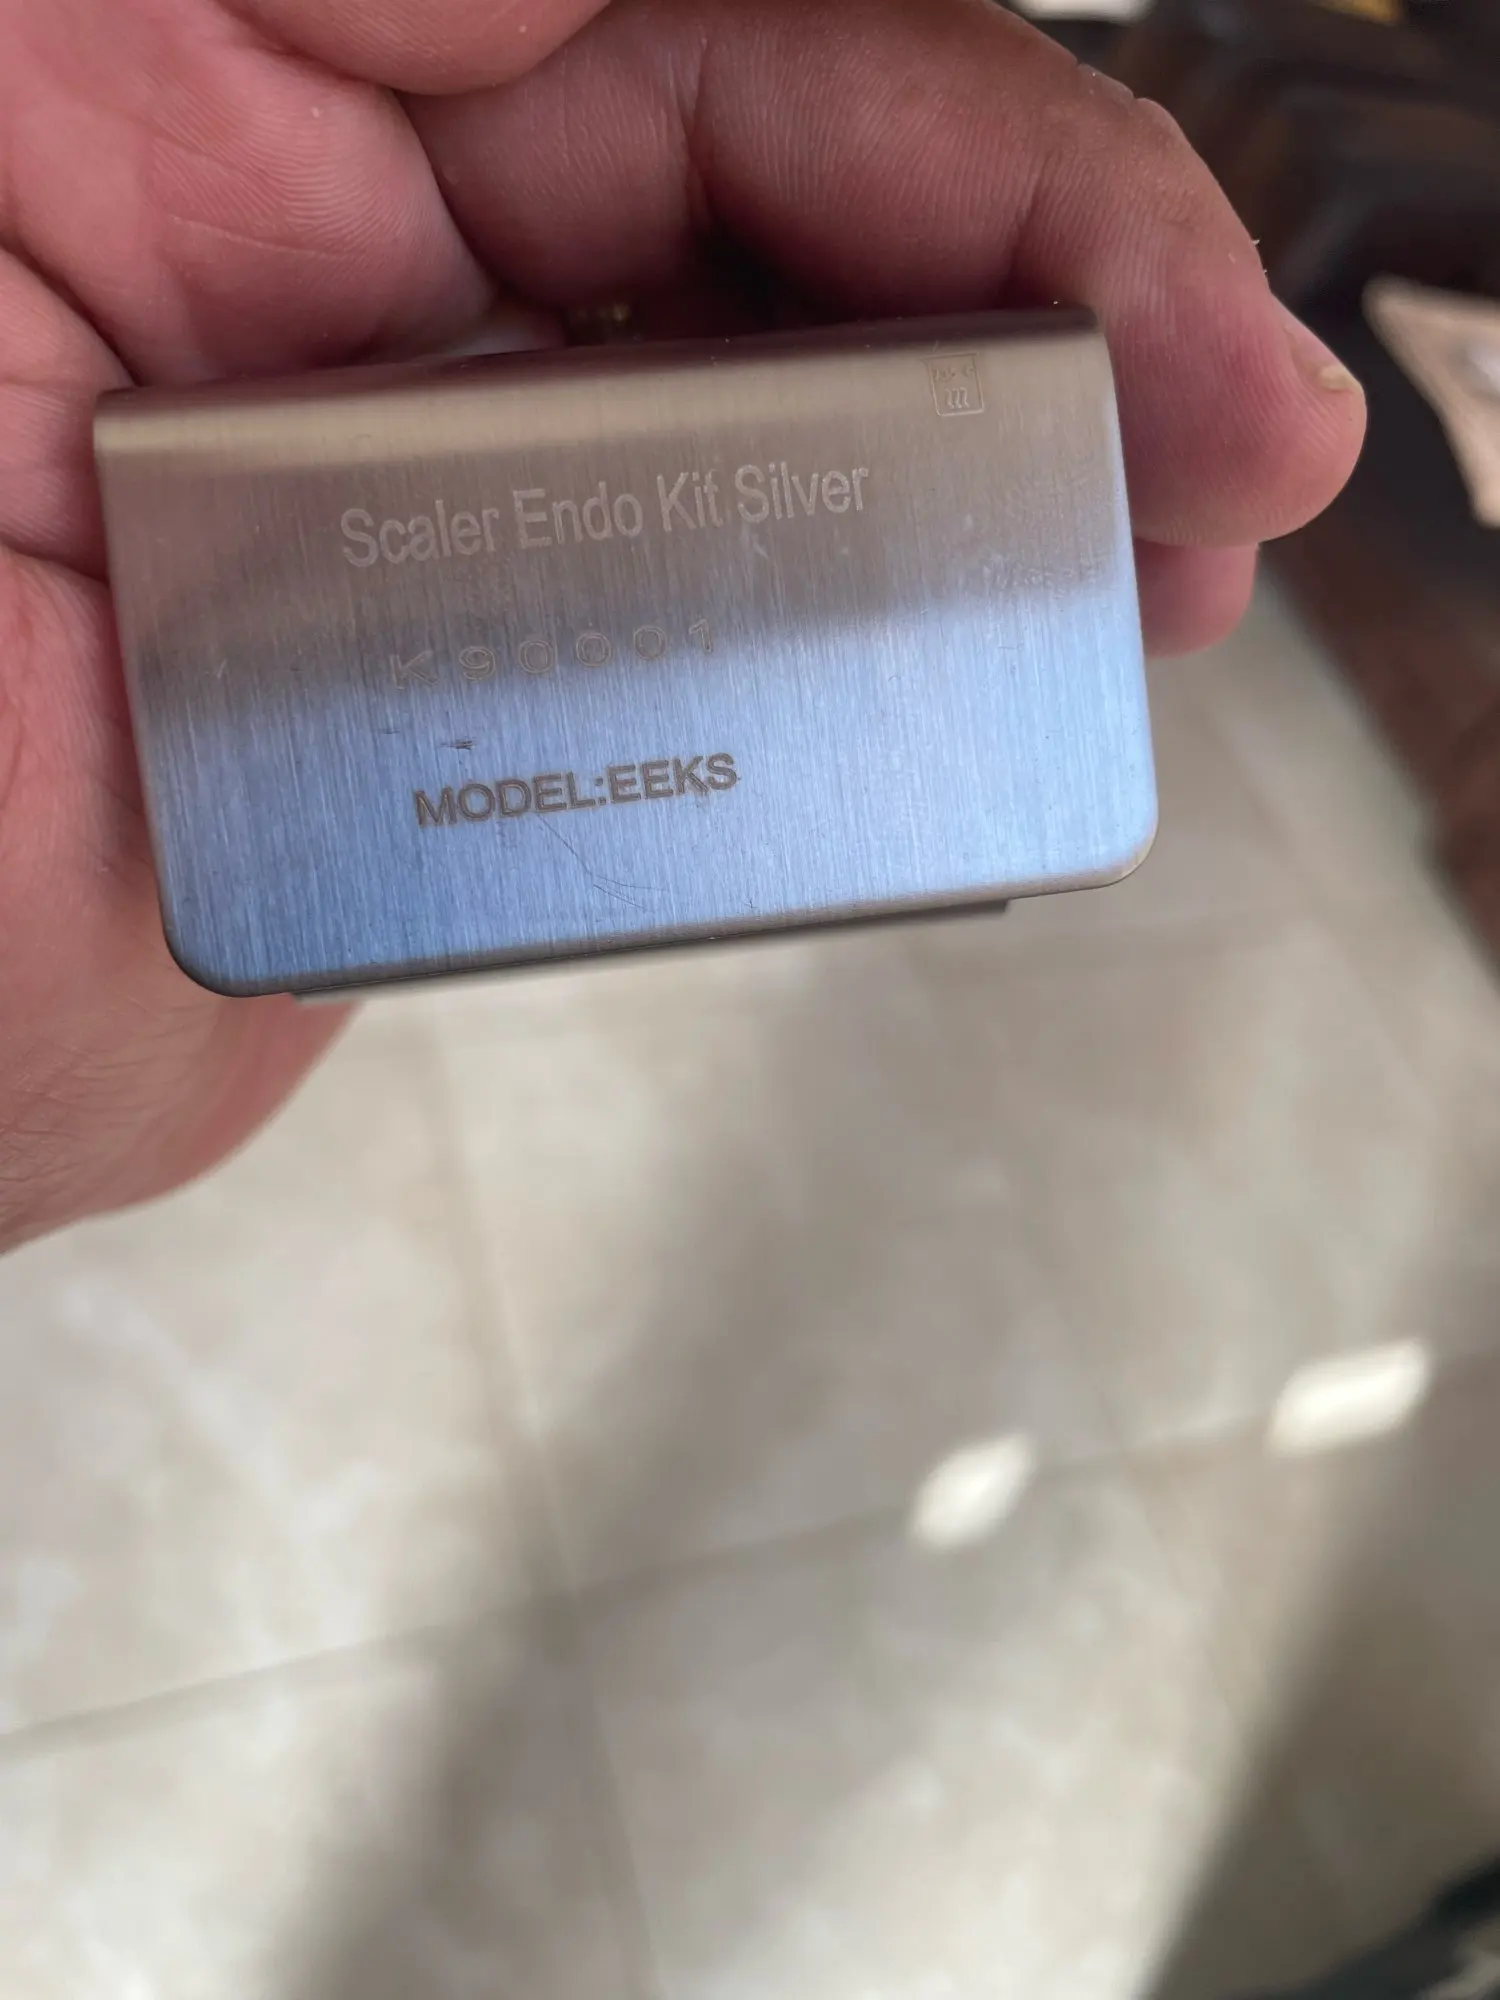 Scaler Endo Kit Silver
K90001
MODEL:EEKS